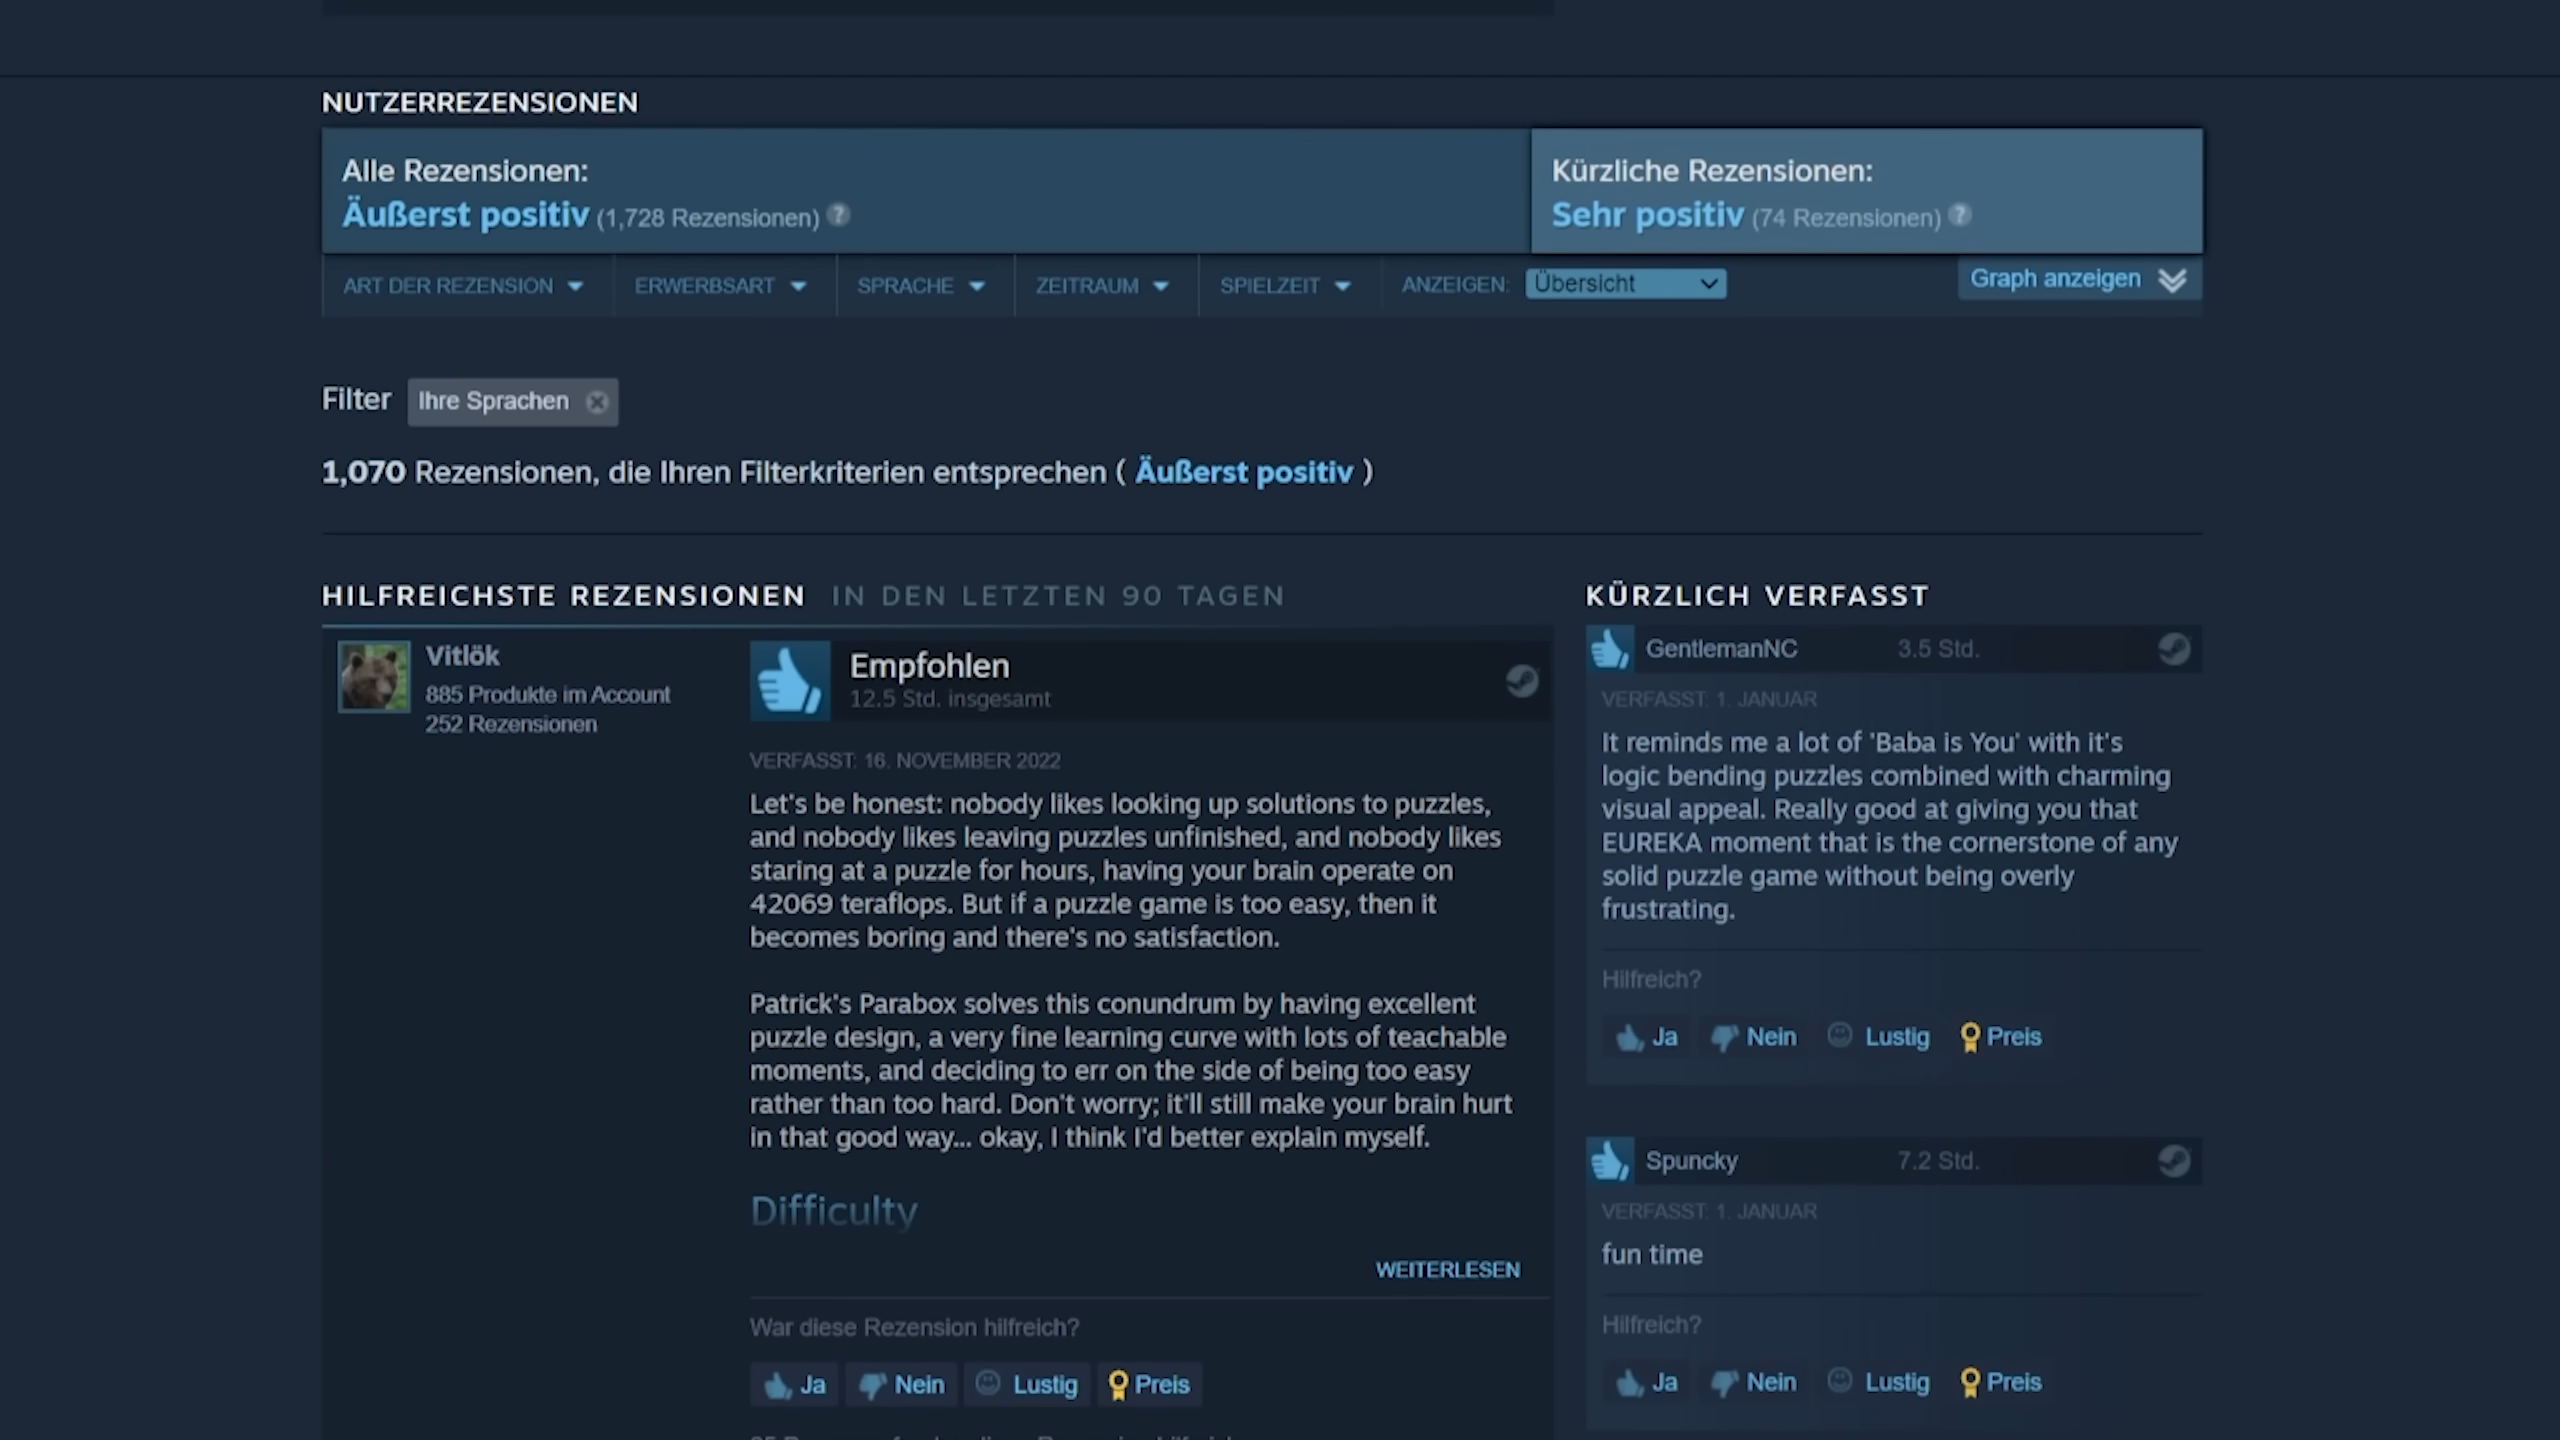 NUTZERREZENSIONEN
Alle Rezensionen:
Äußerst positiv (1,728 Rezensionen) ?
Kürzliche Rezensionen:
Sehr positiv (74 Rezensionen) ?
ART DER REZENSION ERWERBSART SPRACHE ZEITRAUM SPIELZEIT ANZEIGEN: Übersicht Graph anzeigen
Filter Ihre Sprachen
1,070 Rezensionen, die Ihren Filterkriterien entsprechen ( Äußerst positiv )
HILFREICHSTE REZENSIONEN IN DEN LETZTEN 90 TAGEN
Vitlök
885 Produkte im Account
252 Rezensionen
Empfohlen
12.5 Std. insgesamt
VERFASST: 16. NOVEMBER 2022
Let's be honest: nobody likes looking up solutions to puzzles,
and nobody likes leaving puzzles unfinished, and nobody likes
staring at a puzzle for hours, having your brain operate on
42069 teraflops. But if a puzzle game is too easy, then it
becomes boring and there's no satisfaction.
Patrick's Parabox solves this conundrum by having excellent
puzzle design, a very fine learning curve with lots of teachable
moments, and deciding to err on the side of being too easy
rather than too hard. Don't worry; it'll still make your brain hurt
in that good way... okay, I think I'd better explain myself.
Difficulty
WEITERLESEN
War diese Rezension hilfreich?
Ja Nein Lustig Preis
KÜRZLICH VERFASST
GentlemanNC 3.5 Std.
VERFASST: 1. JANUAR
It reminds me a lot of 'Baba is You' with it's
logic bending puzzles combined with charming
visual appeal. Really good at giving you that
EUREKA moment that is the cornerstone of any
solid puzzle game without being overly
frustrating.
Hilfreich?
Ja Nein Lustig Preis
Spuncky 7.2 Std.
VERFASST: 1. JANUAR
fun time
Hilfreich?
Ja Nein Lustig Preis